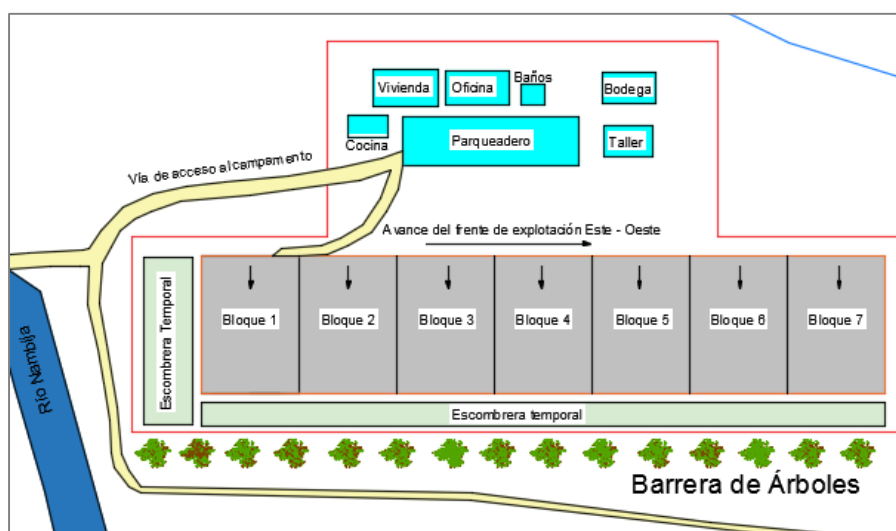 Vivienda
Oficina
Baños
Bodega
Cocina
Parqueadero
Taller
Vía de acceso al campamento
Avance del frente de explotación Este - Oeste
Escombrera Temporal
Bloque 1
Bloque 2
Bloque 3
Bloque 4
Bloque 5
Bloque 6
Bloque 7
Río Nambija
Escombrera temporal
Barrera de Árboles